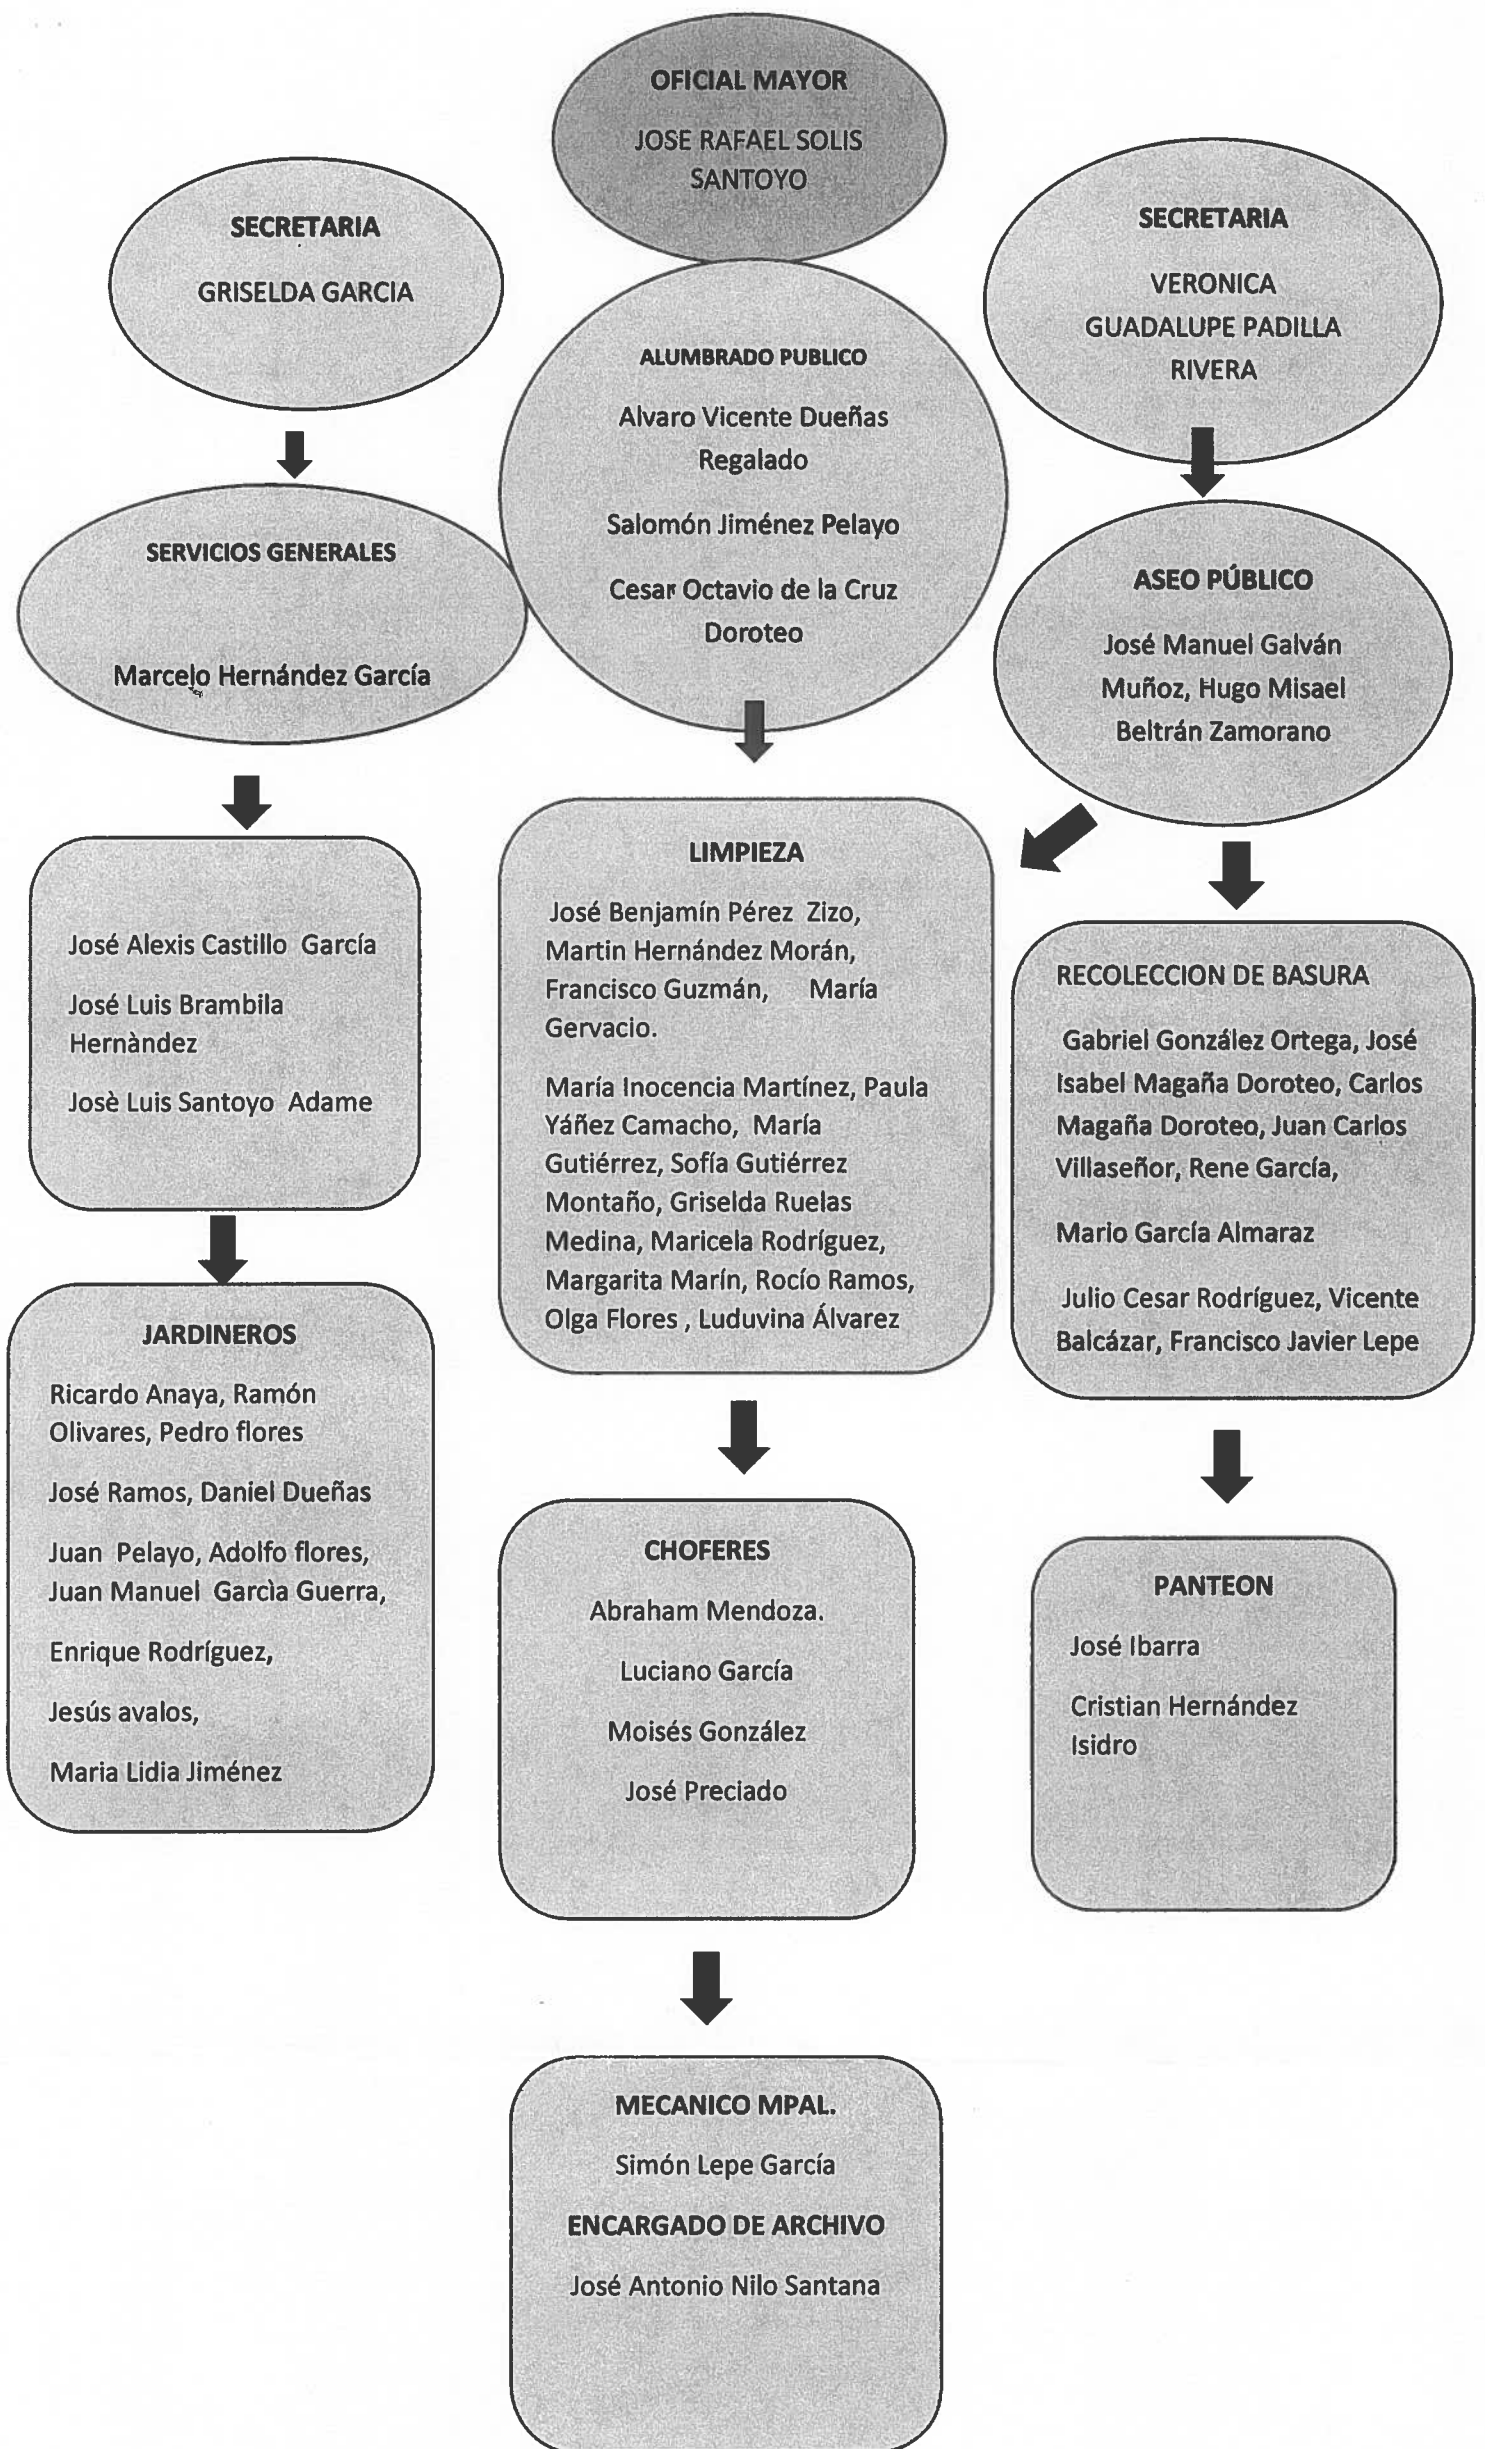 OFICIAL MAYOR
JOSE RAFAEL SOLIS
SANTOYO
SECRETARIA
GRISELDA GARCIA
SECRETARIA
VERONICA
GUADALUPE PADILLA
RIVERA
ALUMBRADO PUBLICO
Alvaro Vicente Dueñas
Regalado
Salomón Jiménez Pelayo
Cesar Octavio de la Cruz
Doroteo
SERVICIOS GENERALES
Marcelo Hernández García
ASEO PÚBLICO
José Manuel Galván
Muñoz, Hugo Misael
Beltrán Zamorano
José Alexis Castillo García
José Luis Brambila
Hernàndez
Josè Luis Santoyo Adame
LIMPIEZA
José Benjamín Pérez Zizo,
Martin Hernández Morán,
Francisco Guzmán, María
Gervacio.
María Inocencia Martínez, Paula
Yáñez Camacho, María
Gutiérrez, Sofía Gutiérrez
Montaño, Griselda Ruelas
Medina, Maricela Rodríguez,
Margarita Marín, Rocío Ramos,
Olga Flores , Luduvina Álvarez
RECOLECCION DE BASURA
Gabriel González Ortega, José
Isabel Magaña Doroteo, Carlos
Magaña Doroteo, Juan Carlos
Villaseñor, Rene García,
Mario García Almaraz
Julio Cesar Rodríguez, Vicente
Balcázar, Francisco Javier Lepe
JARDINEROS
Ricardo Anaya, Ramón
Olivares, Pedro flores
José Ramos, Daniel Dueñas
Juan Pelayo, Adolfo flores,
Juan Manuel Garcìa Guerra,
Enrique Rodríguez,
Jesús avalos,
Maria Lidia Jiménez
CHOFERES
Abraham Mendoza.
Luciano García
Moisés González
José Preciado
PANTEON
José Ibarra
Cristian Hernández
Isidro
MECANICO MPAL.
Simón Lepe García
ENCARGADO DE ARCHIVO
José Antonio Nilo Santana